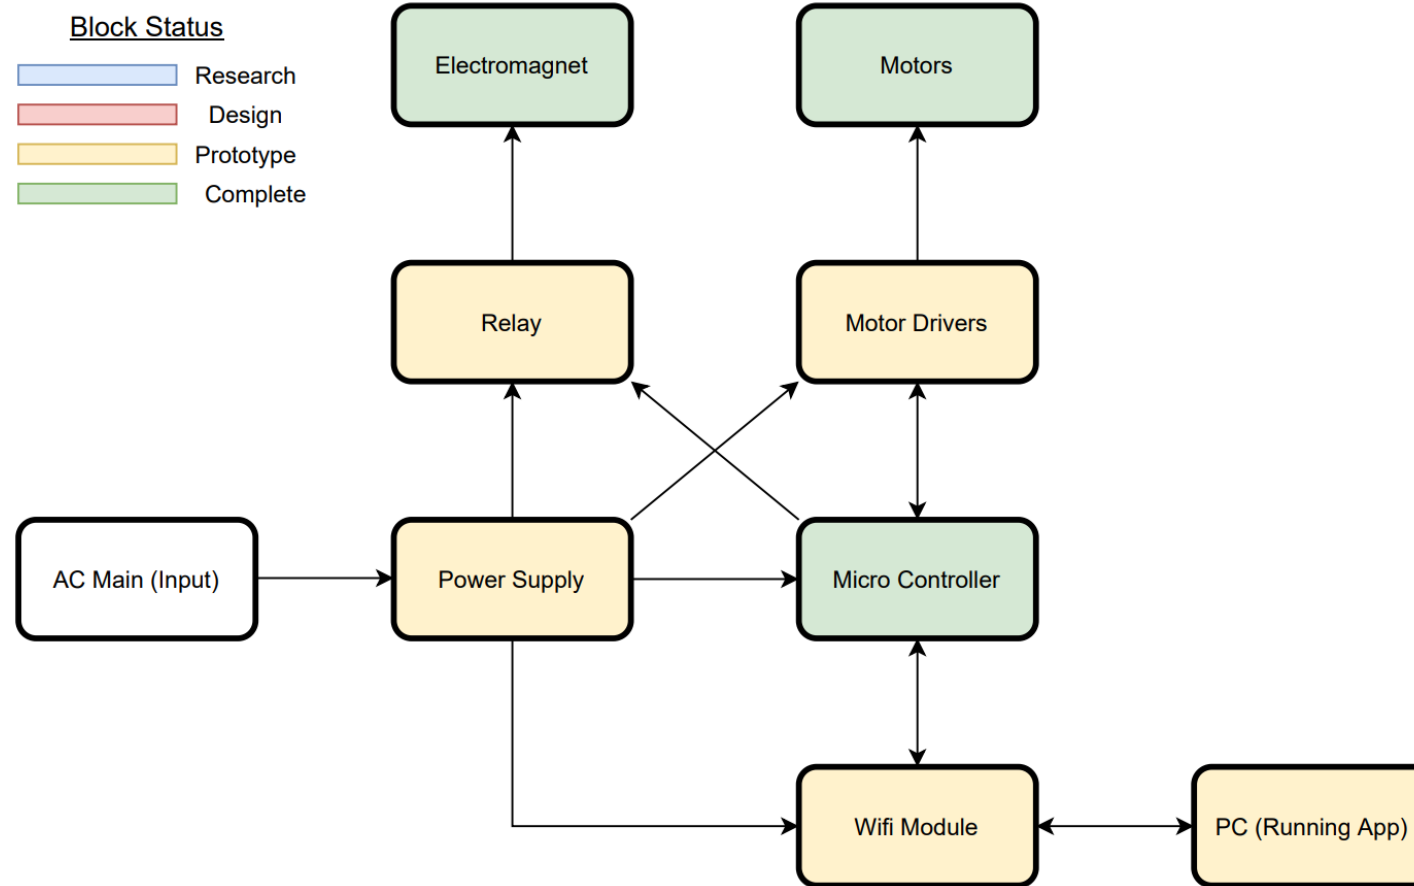 Block Status
Research
Design
Prototype
Complete
Electromagnet
Motors
Relay
Motor Drivers
AC Main (Input)
Power Supply
Micro Controller
Wifi Module
PC (Running App)